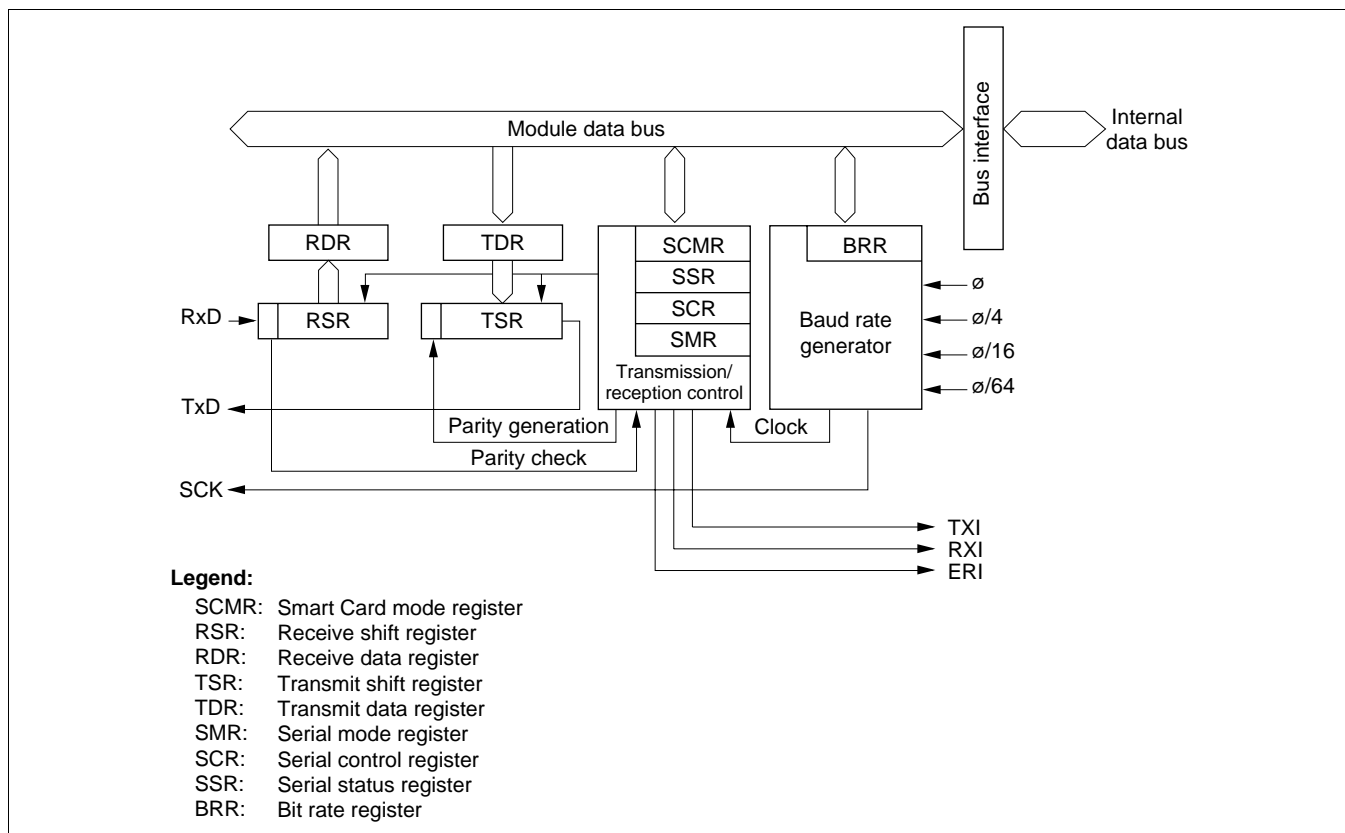 Module data bus
Bus interface
Internal
data bus
RDR
TDR
SCMR
SSR
SCR
SMR
Transmission/
reception control
BRR
Baud rate
generator
ø
ø/4
ø/16
ø/64
RxD
RSR
TSR
TxD
Parity generation
Parity check
Clock
SCK
TXI
RXI
ERI
Legend:
SCMR: Smart Card mode register
RSR: Receive shift register
RDR: Receive data register
TSR: Transmit shift register
TDR: Transmit data register
SMR: Serial mode register
SCR: Serial control register
SSR: Serial status register
BRR: Bit rate register